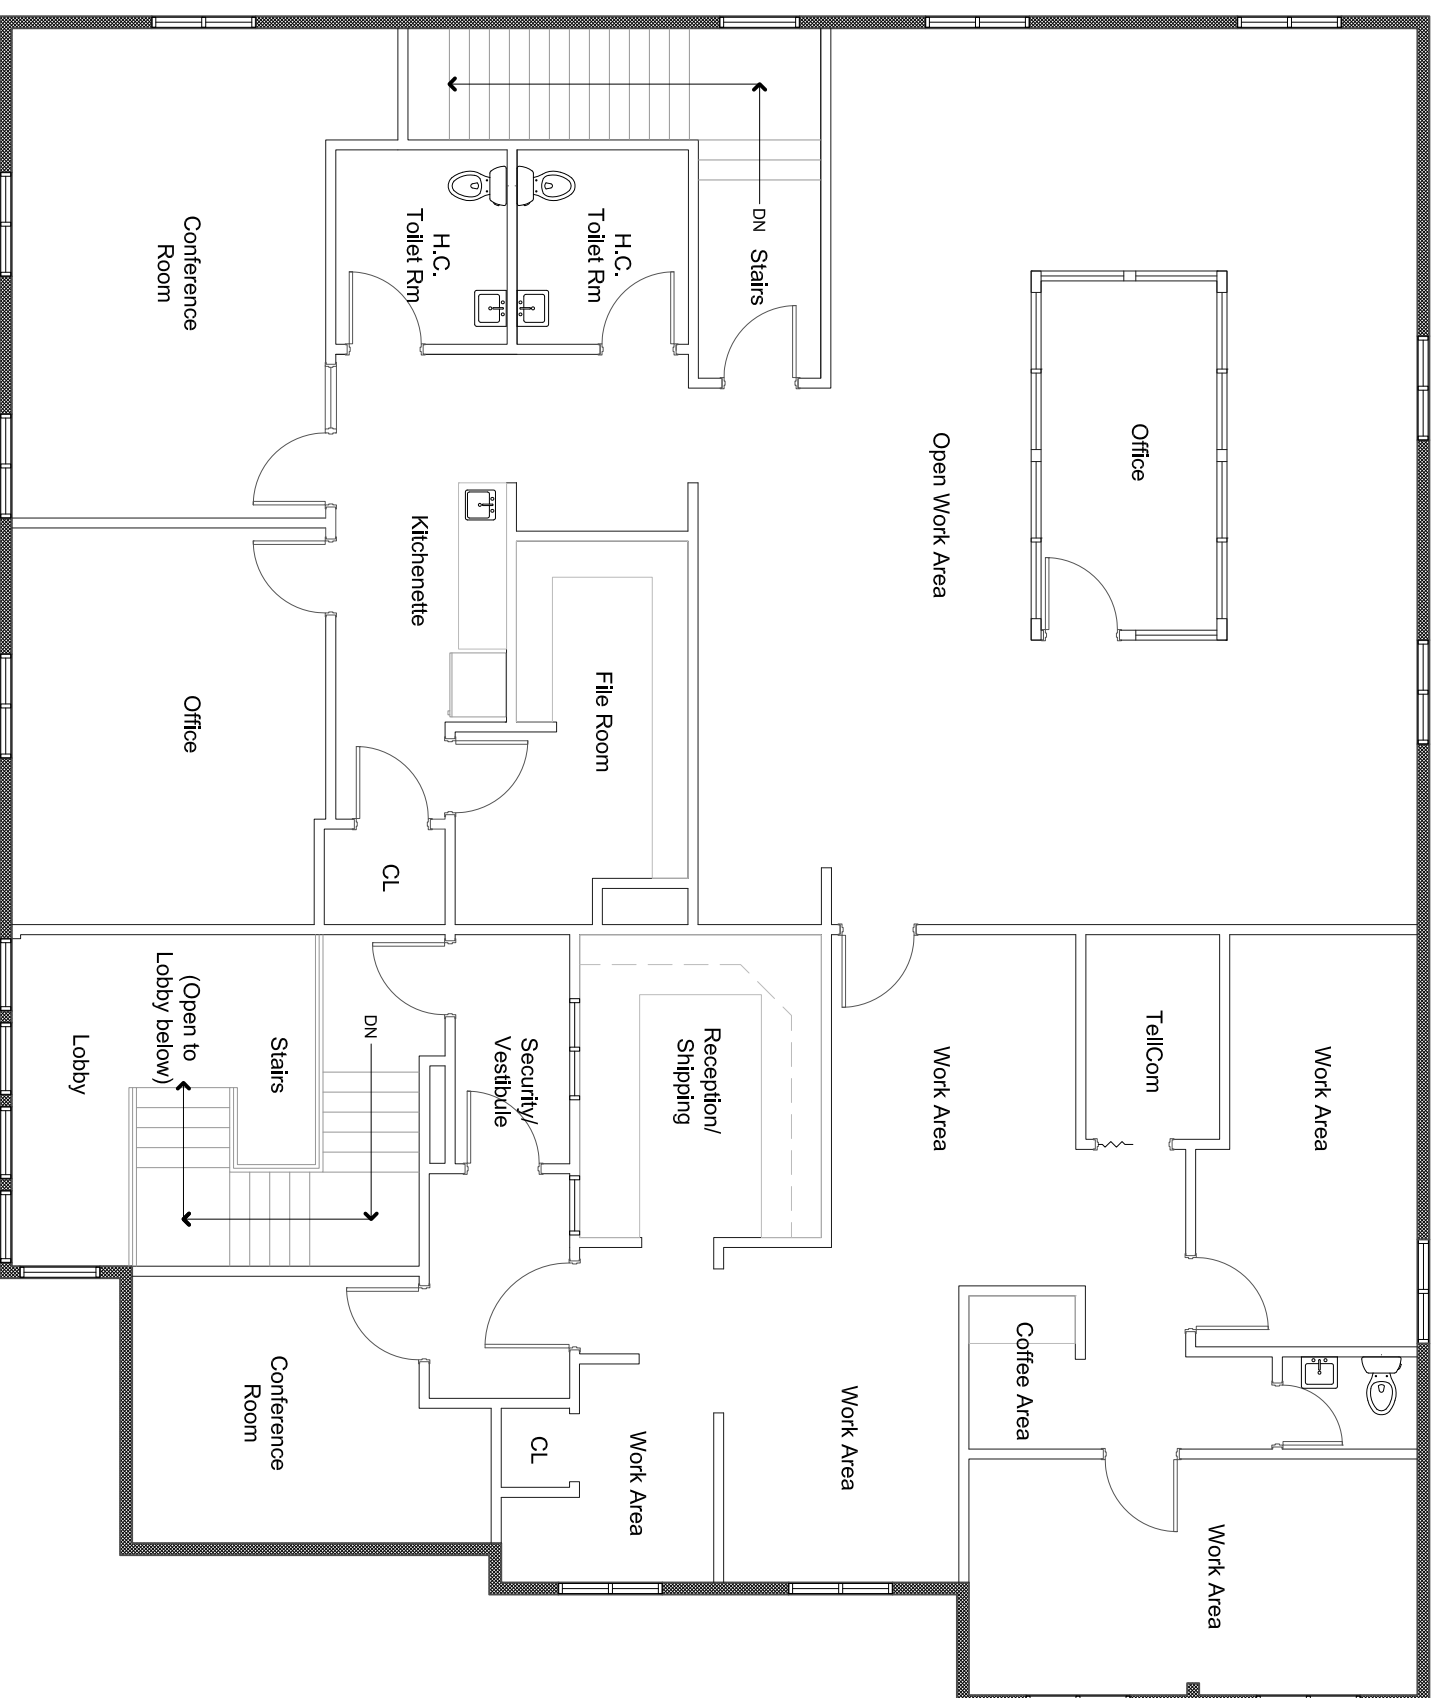 DN
Stairs
H.C.
Toilet Rm
H.C.
Toilet Rm
Conference
Room
Office
Open Work Area
Kitchenette
File Room
Office
CL
DN
Stairs
(Open to
Lobby below)
Lobby
Security/
Vestibule
Reception/
Shipping
Work Area
TellCom
Work Area
Coffee Area
Work Area
Work Area
CL
Conference
Room
Work Area